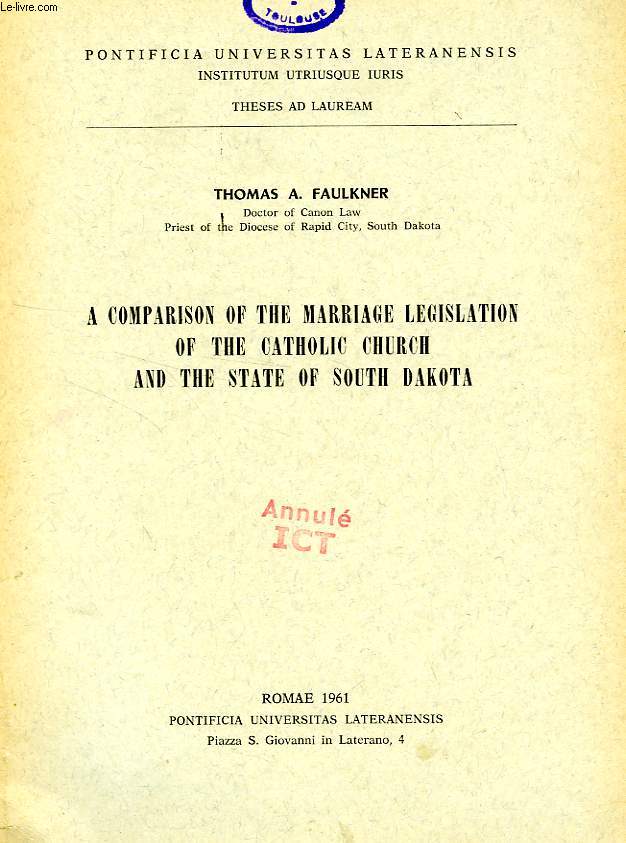 Le-livre.com
TOULOUSE
PONTIFICIA UNIVERSITAS LATERANENSIS
INSTITUTUM UTRIUSQUE IURIS
THESES AD LAUREAM
THOMAS A. FAULKNER
Doctor of Canon Law
Priest of the Diocese of Rapid City, South Dakota
A COMPARISON OF THE MARRIAGE LEGISLATION
OF THE CATHOLIC CHURCH
AND THE STATE OF SOUTH DAKOTA
Annulé
ICT
ROMAE 1961
PONTIFICIA UNIVERSITAS LATERANENSIS
Piazza S. Giovanni in Laterano, 4